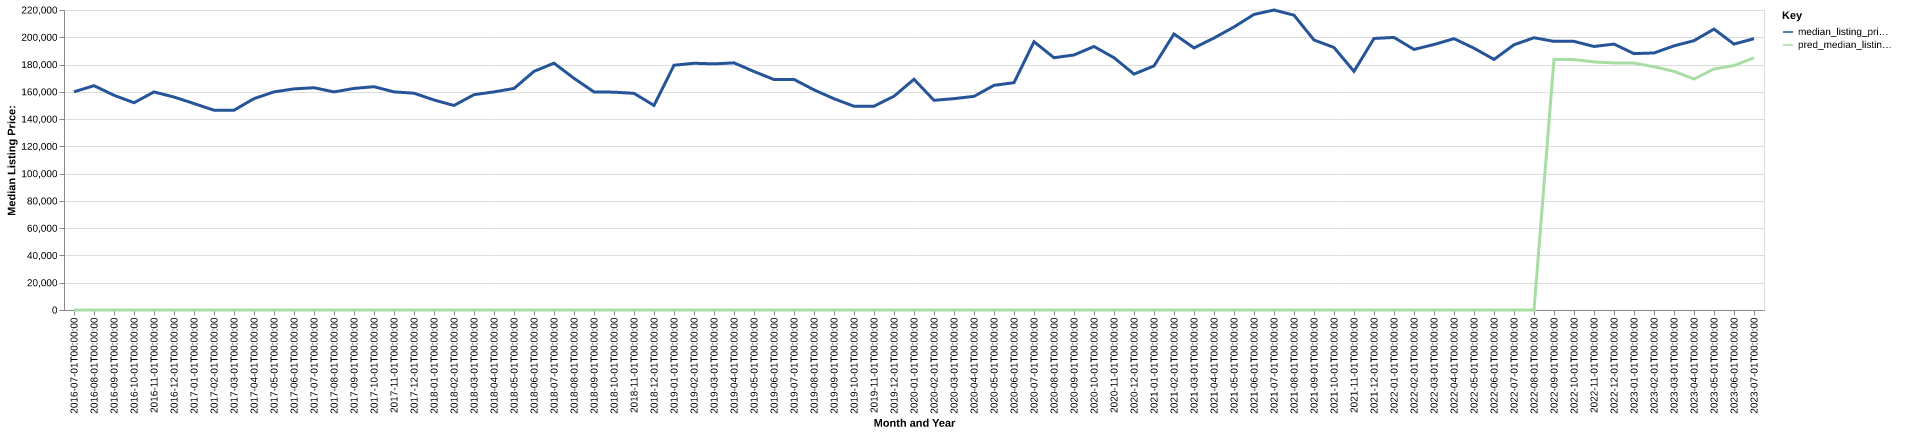 220,000
200,000
180,000
160,000
140,000
120,000
100,000
80,000
60,000
40,000
20,000
0
Median Listing Price:
2016-07-01T00:00:00
2016-08-01T00:00:00
2016-09-01T00:00:00
2016-10-01T00:00:00
2016-11-01T00:00:00
2016-12-01T00:00:00
2017-01-01T00:00:00
2017-02-01T00:00:00
2017-03-01T00:00:00
2017-04-01T00:00:00
2017-05-01T00:00:00
2017-06-01T00:00:00
2017-07-01T00:00:00
2017-08-01T00:00:00
2017-09-01T00:00:00
2017-10-01T00:00:00
2017-11-01T00:00:00
2017-12-01T00:00:00
2018-01-01T00:00:00
2018-02-01T00:00:00
2018-03-01T00:00:00
2018-04-01T00:00:00
2018-05-01T00:00:00
2018-06-01T00:00:00
2018-07-01T00:00:00
2018-08-01T00:00:00
2018-09-01T00:00:00
2018-10-01T00:00:00
2018-11-01T00:00:00
2018-12-01T00:00:00
2019-01-01T00:00:00
2019-02-01T00:00:00
2019-03-01T00:00:00
2019-04-01T00:00:00
2019-05-01T00:00:00
2019-06-01T00:00:00
2019-07-01T00:00:00
2019-08-01T00:00:00
2019-09-01T00:00:00
2019-10-01T00:00:00
2019-11-01T00:00:00
2019-12-01T00:00:00
2020-01-01T00:00:00
2020-02-01T00:00:00
2020-03-01T00:00:00
2020-04-01T00:00:00
2020-05-01T00:00:00
2020-06-01T00:00:00
2020-07-01T00:00:00
2020-08-01T00:00:00
2020-09-01T00:00:00
2020-10-01T00:00:00
2020-11-01T00:00:00
2020-12-01T00:00:00
2021-01-01T00:00:00
2021-02-01T00:00:00
2021-03-01T00:00:00
2021-04-01T00:00:00
2021-05-01T00:00:00
2021-06-01T00:00:00
2021-07-01T00:00:00
2021-08-01T00:00:00
2021-09-01T00:00:00
2021-10-01T00:00:00
2021-11-01T00:00:00
2021-12-01T00:00:00
2022-01-01T00:00:00
2022-02-01T00:00:00
2022-03-01T00:00:00
2022-04-01T00:00:00
2022-05-01T00:00:00
2022-06-01T00:00:00
2022-07-01T00:00:00
2022-08-01T00:00:00
2022-09-01T00:00:00
2022-10-01T00:00:00
2022-11-01T00:00:00
2022-12-01T00:00:00
2023-01-01T00:00:00
2023-02-01T00:00:00
2023-03-01T00:00:00
2023-04-01T00:00:00
2023-05-01T00:00:00
2023-06-01T00:00:00
2023-07-01T00:00:00
Month and Year
Key
median_listing_pri…
pred_median_listin…